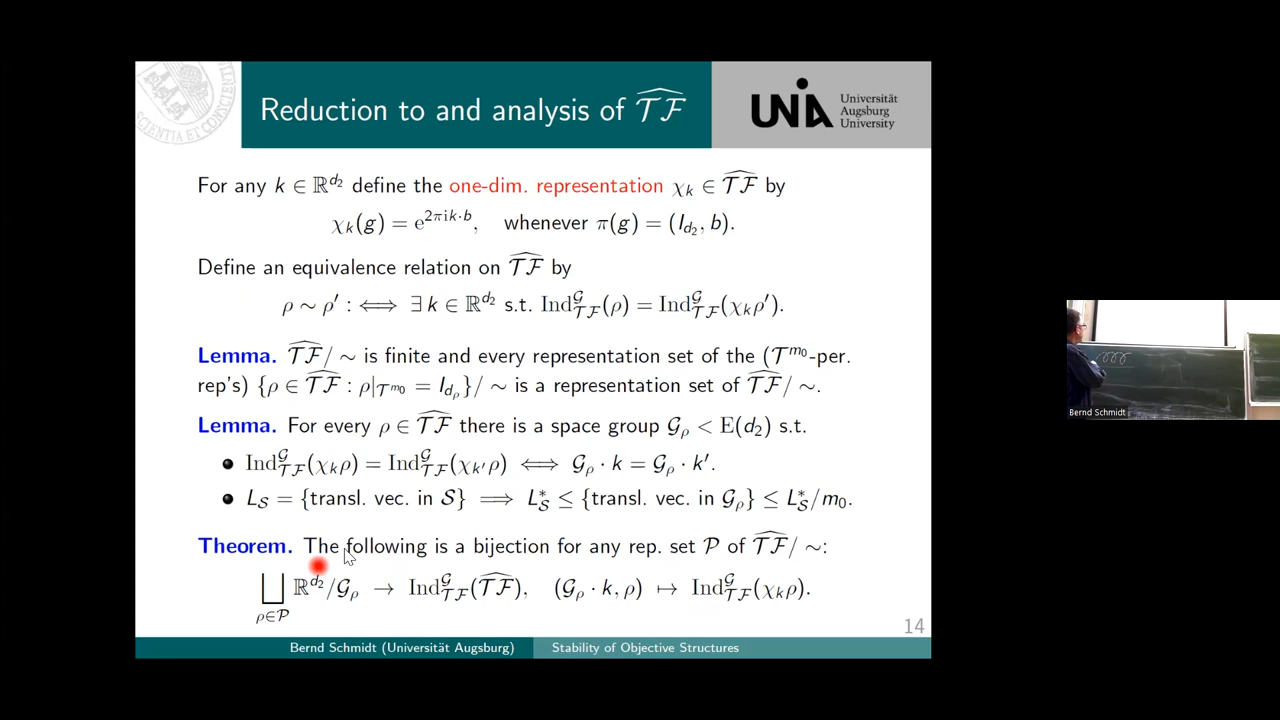 Reduction to and analysis of $\widehat{\mathcal{TF}}$
UNIA Universität Augsburg University
For any $k \in \mathbb{R}^{d_2}$ define the one-dim. representation $\chi_k \in \widehat{\mathcal{TF}}$ by
$\chi_k(g) = \mathrm{e}^{2\pi \mathrm{i} k \cdot b}$, whenever $\pi(g) = (I_{d_2}, b)$.
Define an equivalence relation on $\widehat{\mathcal{TF}}$ by
$\rho \sim \rho' :\Longleftrightarrow \exists\, k \in \mathbb{R}^{d_2}$ s.t. $\mathrm{Ind}_{\mathcal{TF}}^{\mathcal{G}}(\rho) = \mathrm{Ind}_{\mathcal{TF}}^{\mathcal{G}}(\chi_k \rho')$.
Lemma. $\widehat{\mathcal{TF}}/\sim$ is finite and every representation set of the ($\mathcal{T}^{m_0}$-per.
rep's) $\{\rho \in \widehat{\mathcal{TF}} : \rho|_{\mathcal{T}^{m_0}} = I_{d_\rho}\}/\sim$ is a representation set of $\widehat{\mathcal{TF}}/\sim$.
Lemma. For every $\rho \in \widehat{\mathcal{TF}}$ there is a space group $\mathcal{G}_\rho < \mathrm{E}(d_2)$ s.t.
● $\mathrm{Ind}_{\mathcal{TF}}^{\mathcal{G}}(\chi_k \rho) = \mathrm{Ind}_{\mathcal{TF}}^{\mathcal{G}}(\chi_{k'} \rho) \Longleftrightarrow \mathcal{G}_\rho \cdot k = \mathcal{G}_\rho \cdot k'$.
● $L_{\mathcal{S}} = \{$transl. vec. in $\mathcal{S}\} \Longrightarrow L_{\mathcal{S}}^* \leq \{$transl. vec. in $\mathcal{G}_\rho\} \leq L_{\mathcal{S}}^*/m_0$.
Theorem. The following is a bijection for any rep. set $\mathcal{P}$ of $\widehat{\mathcal{TF}}/\sim$:
$\bigsqcup_{\rho \in \mathcal{P}} \mathbb{R}^{d_2}/\mathcal{G}_\rho \to \mathrm{Ind}_{\mathcal{TF}}^{\mathcal{G}}(\widehat{\mathcal{TF}}), \quad (\mathcal{G}_\rho \cdot k, \rho) \mapsto \mathrm{Ind}_{\mathcal{TF}}^{\mathcal{G}}(\chi_k \rho)$.
14
Bernd Schmidt (Universität Augsburg) Stability of Objective Structures
Bernd Schmidt